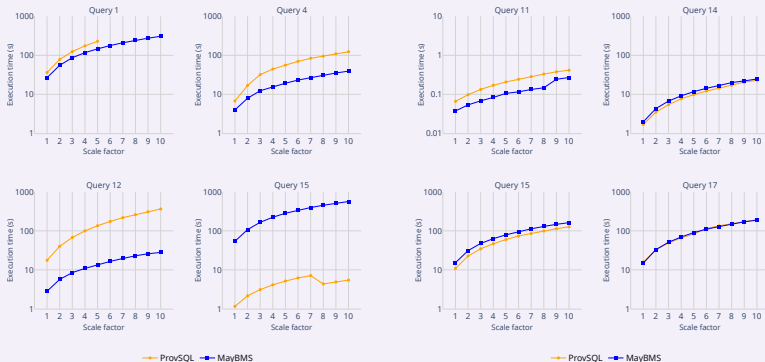 Query 1
Query 4
Query 11
Query 14
Execution time (s)
1000
100
10
1
1 2 3 4 5 6 7 8 9 10
Scale factor
Execution time (s)
1000
100
10
1
1 2 3 4 5 6 7 8 9 10
Scale factor
Execution time (s)
10
1
0.1
0.01
1 2 3 4 5 6 7 8 9 10
Scale factor
Execution time (s)
1000
100
10
1
1 2 3 4 5 6 7 8 9 10
Scale factor
Query 12
Query 15
Query 15
Query 17
Execution time (s)
1000
100
10
1
1 2 3 4 5 6 7 8 9 10
Scale factor
Execution time (s)
1000
100
10
1
1 2 3 4 5 6 7 8 9 10
Scale factor
Execution time (s)
1000
100
10
1
1 2 3 4 5 6 7 8 9 10
Scale factor
Execution time (s)
1000
100
10
1
1 2 3 4 5 6 7 8 9 10
Scale factor
ProvSQL MayBMS
ProvSQL MayBMS